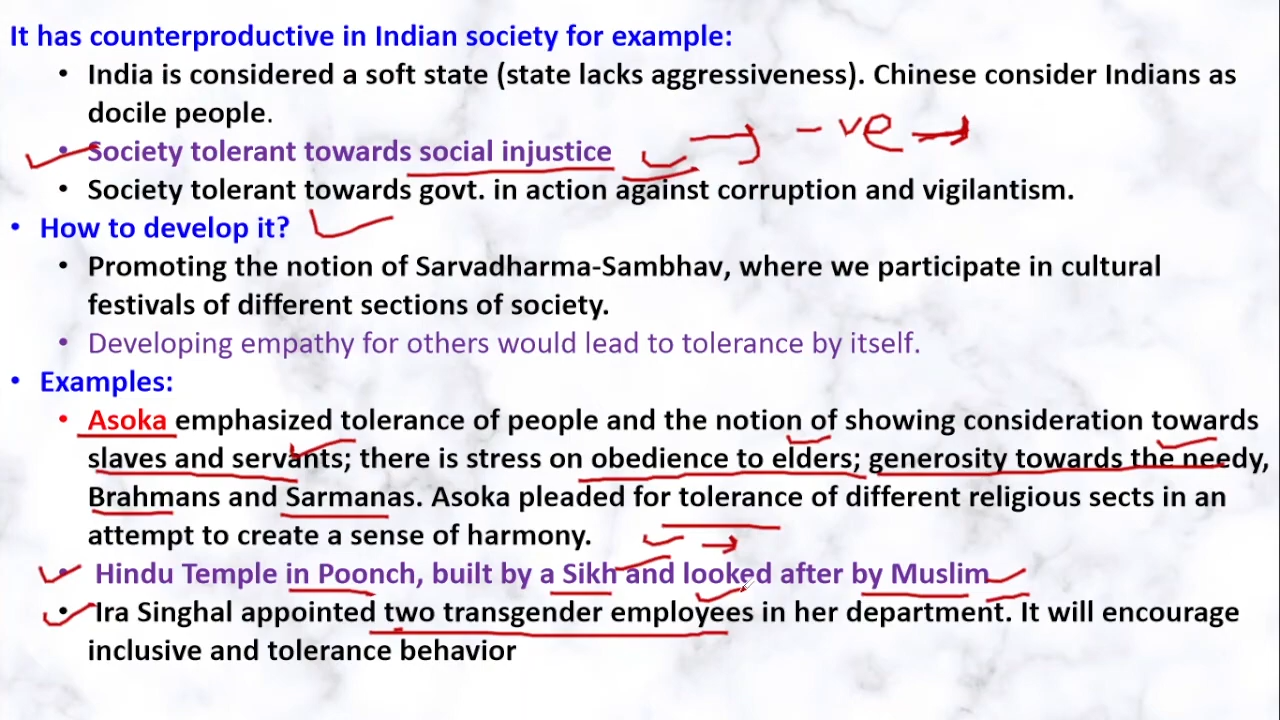 It has counterproductive in Indian society for example:
• India is considered a soft state (state lacks aggressiveness). Chinese consider Indians as
docile people.
• Society tolerant towards social injustice → -ve →
• Society tolerant towards govt. in action against corruption and vigilantism.
• How to develop it?
• Promoting the notion of Sarvadharma-Sambhav, where we participate in cultural
festivals of different sections of society.
• Developing empathy for others would lead to tolerance by itself.
• Examples:
• Asoka emphasized tolerance of people and the notion of showing consideration towards
slaves and servants; there is stress on obedience to elders; generosity towards the needy,
Brahmans and Sarmanas. Asoka pleaded for tolerance of different religious sects in an
attempt to create a sense of harmony.
• Hindu Temple in Poonch, built by a Sikh and looked after by Muslim
• Ira Singhal appointed two transgender employees in her department. It will encourage
inclusive and tolerance behavior